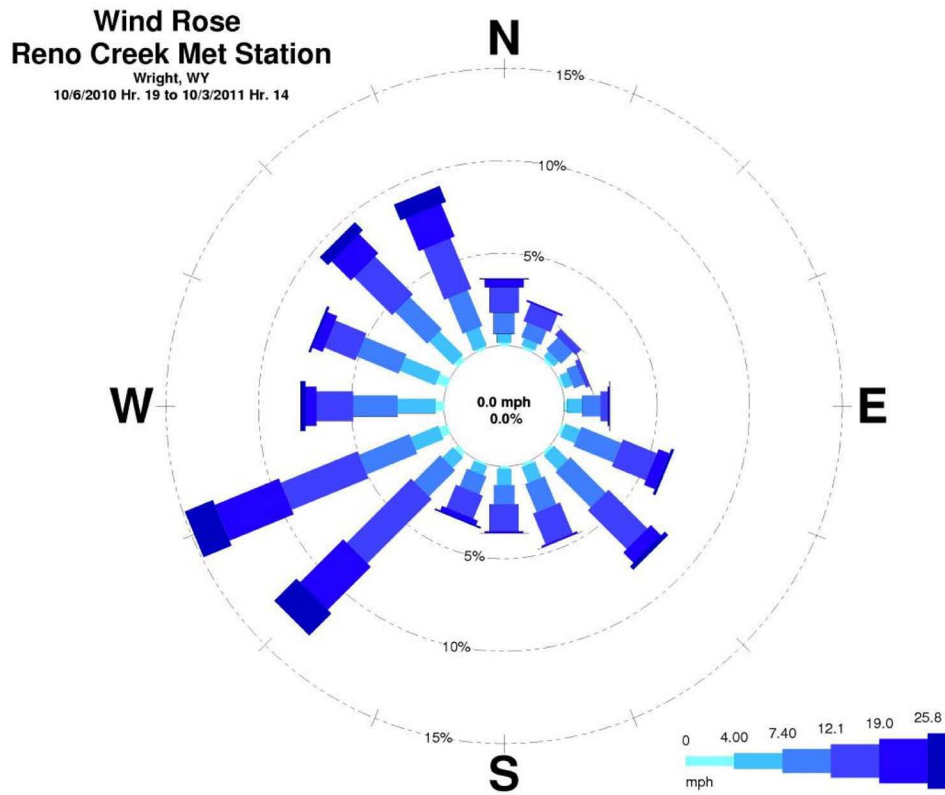 Wind Rose
Reno Creek Met Station
Wright, WY
10/6/2010 Hr. 19 to 10/3/2011 Hr. 14
N
15%
10%
5%
W
0.0 mph
0.0%
E
5%
10%
15%
S
0 4.00 7.40 12.1 19.0 25.8
mph